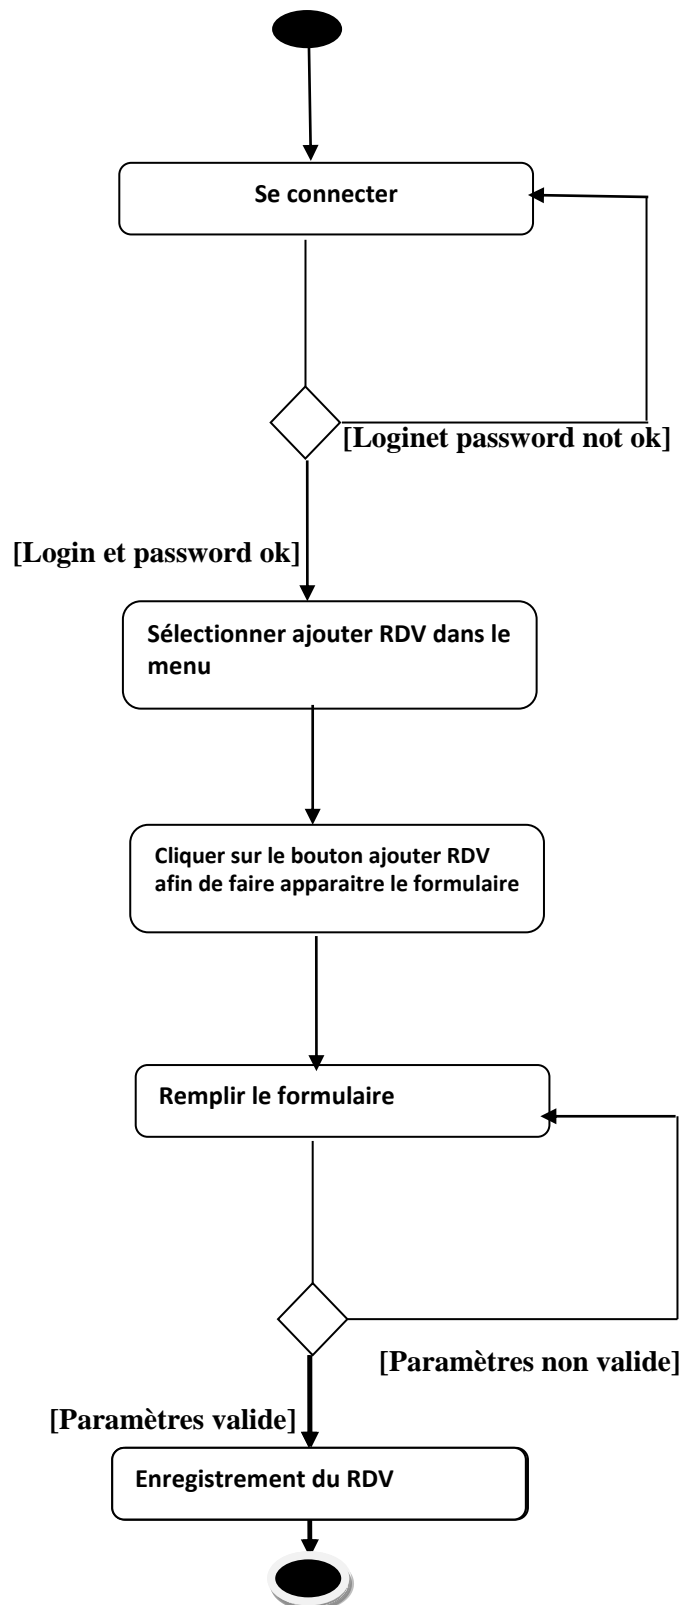 Se connecter
[Loginet password not ok]
[Login et password ok]
Sélectionner ajouter RDV dans le
menu
Cliquer sur le bouton ajouter RDV
afin de faire apparaitre le formulaire
Remplir le formulaire
[Paramètres non valide]
[Paramètres valide]
Enregistrement du RDV